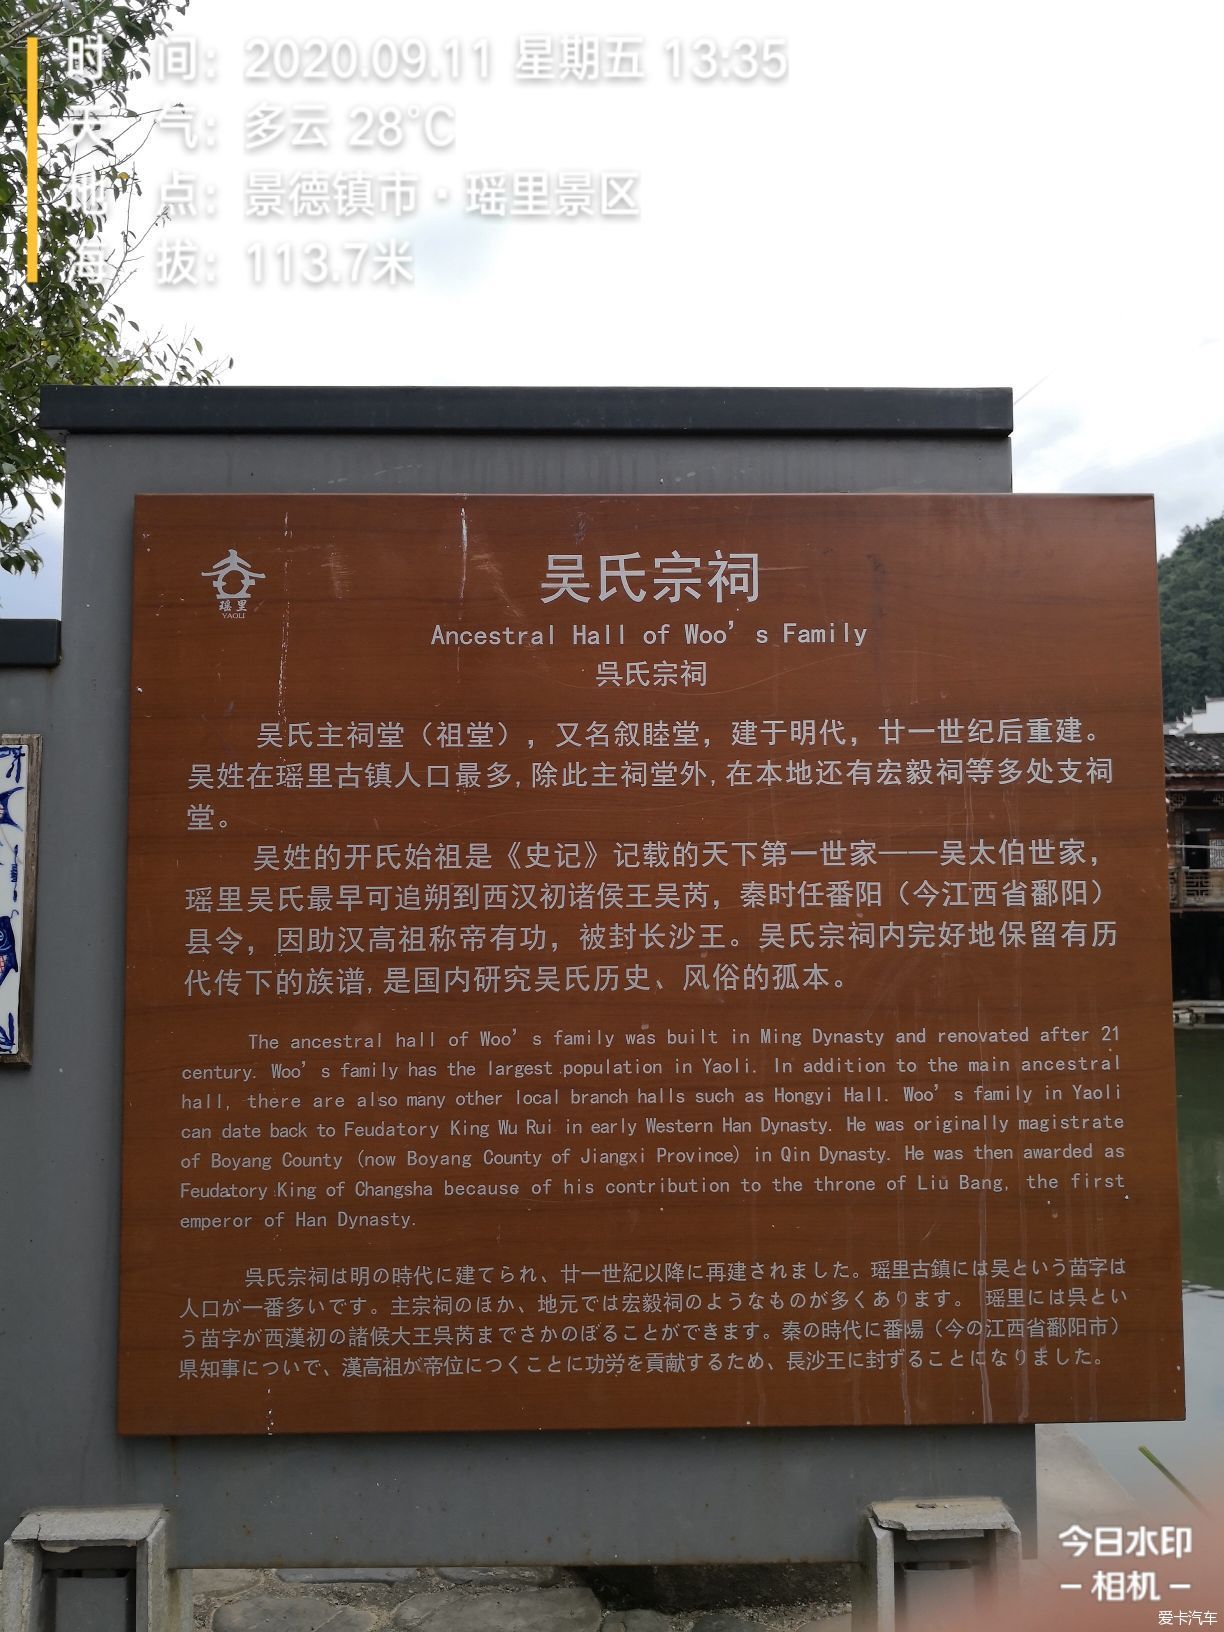 时 间：2020.09.11 星期五 13:35
天 气：多云 28°C
地 点：景德镇市·瑶里景区
海 拔：113.7米
瑶里
YAOLI
吴氏宗祠
Ancestral Hall of Woo's Family
呉氏宗祠
吴氏主祠堂（祖堂），又名叙睦堂，建于明代，廿一世纪后重建。
吴姓在瑶里古镇人口最多,除此主祠堂外,在本地还有宏毅祠等多处支祠
堂。
吴姓的开氏始祖是《史记》记载的天下第一世家——吴太伯世家，
瑶里吴氏最早可追朔到西汉初诸侯王吴芮，秦时任番阳（今江西省鄱阳）
县令，因助汉高祖称帝有功，被封长沙王。吴氏宗祠内完好地保留有历
代传下的族谱,是国内研究吴氏历史、风俗的孤本。
The ancestral hall of Woo's family was built in Ming Dynasty and renovated after 21
century. Woo's family has the largest population in Yaoli. In addition to the main ancestral
hall, there are also many other local branch halls such as Hongyi Hall. Woo's family in Yaoli
can date back to Feudatory King Wu Rui in early Western Han Dynasty. He was originally magistrate
of Boyang County (now Boyang County of Jiangxi Province) in Qin Dynasty. He was then awarded as
Feudatory King of Changsha because of his contribution to the throne of Liu Bang, the first
emperor of Han Dynasty.
呉氏宗祠は明の時代に建てられ、廿一世紀以降に再建されました。瑶里古鎮には吴という苗字は
人口が一番多いです。主宗祠のほか、地元では宏毅祠のようなものが多くあります。 瑶里には呉とい
う苗字が西漢初の諸候大王呉芮までさかのぼることができます。秦の時代に番陽（今の江西省鄱阳市）
県知事についで、漢高祖が帝位につくことに功労を貢献するため、長沙王に封ずることになりました。
今日水印
－相机－
爱卡汽车